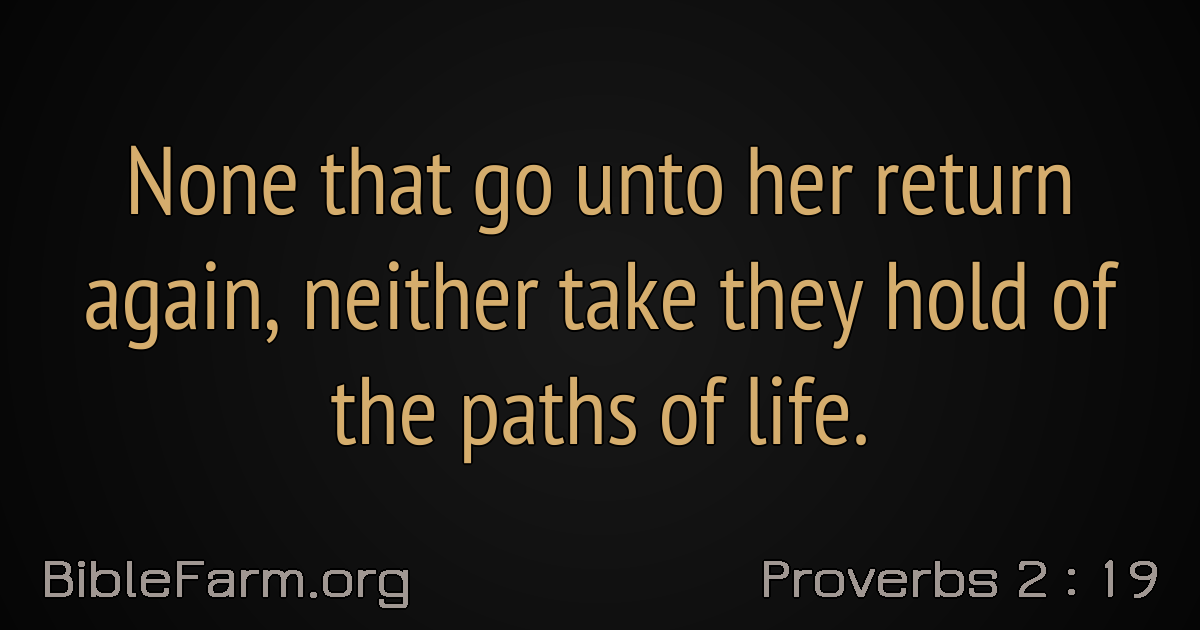 None that go unto her return
again, neither take they hold of
the paths of life.
BibleFarm.org
Proverbs 2 : 19